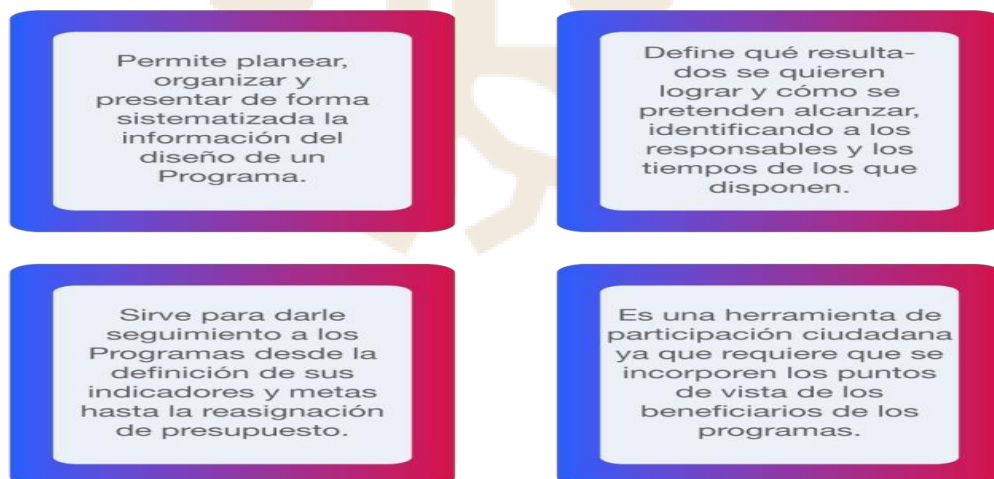 Permite planear,
organizar y
presentar de forma
sistematizada la
información del
diseño de un
Programa.
Define qué resulta-
dos se quieren
lograr y cómo se
pretenden alcanzar,
identificando a los
responsables y los
tiempos de los que
disponen.
Sirve para darle
seguimiento a los
Programas desde la
definición de sus
indicadores y metas
hasta la reasignación
de presupuesto.
Es una herramienta de
participación ciudadana
ya que requiere que se
incorporen los puntos
de vista de los
beneficiarios de los
programas.